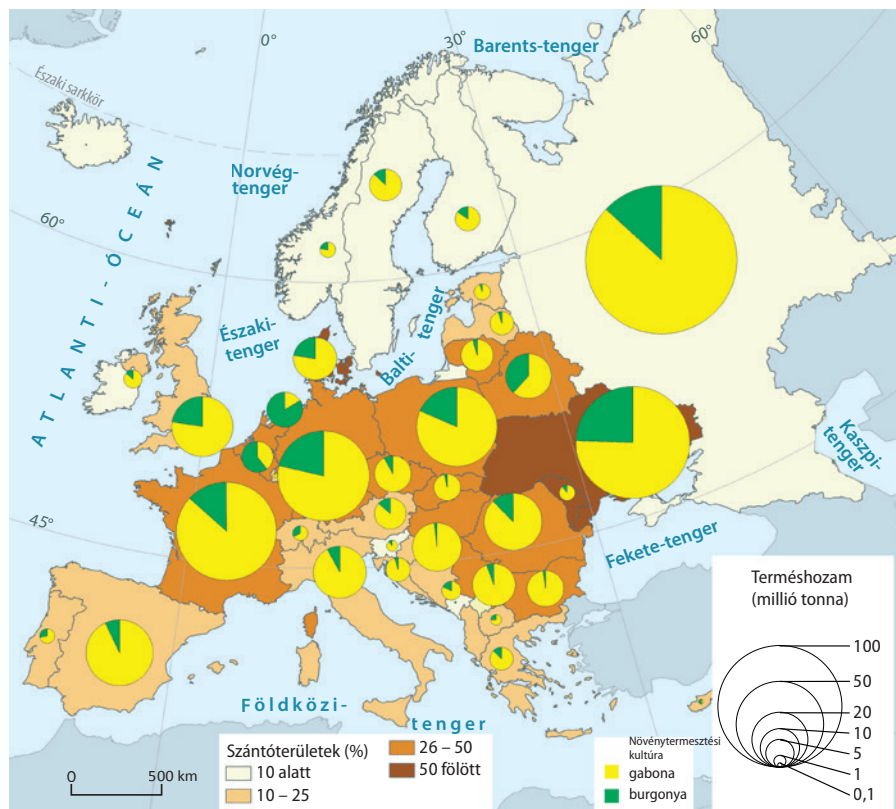 0°
30°
60°
Barents-tenger
Északi sarkkör
Norvég-
tenger
60°
ATLANTI-ÓCEÁN
Északi-
tenger
Balti-
tenger
Kaszpi-
tenger
45°
Fekete-tenger
Földközi-
tenger
Terméshozam
(millió tonna)
100
50
20
10
5
1
0,1
Szántóterületek (%)
10 alatt
10 – 25
26 – 50
50 fölött
Növénytermesztési
kultúra
gabona
burgonya
0
500 km